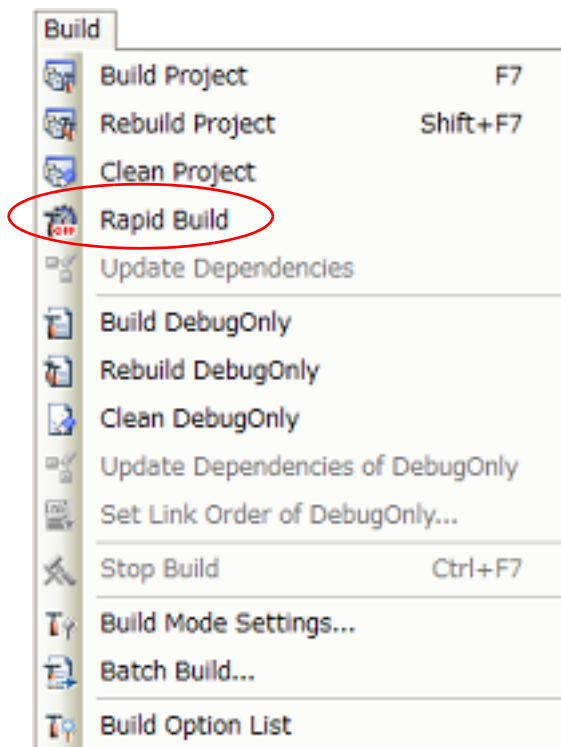 Build
Build Project F7
Rebuild Project Shift+F7
Clean Project
Rapid Build
OFF
Update Dependencies
Build DebugOnly
Rebuild DebugOnly
Clean DebugOnly
Update Dependencies of DebugOnly
Set Link Order of DebugOnly...
Stop Build Ctrl+F7
Build Mode Settings...
Batch Build...
Build Option List